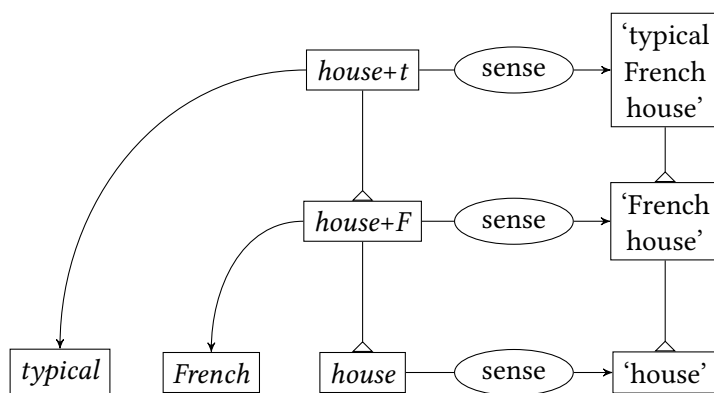 house+t
sense
‘typical
French
house’
house+F
sense
‘French
house’
typical
French
house
sense
‘house’